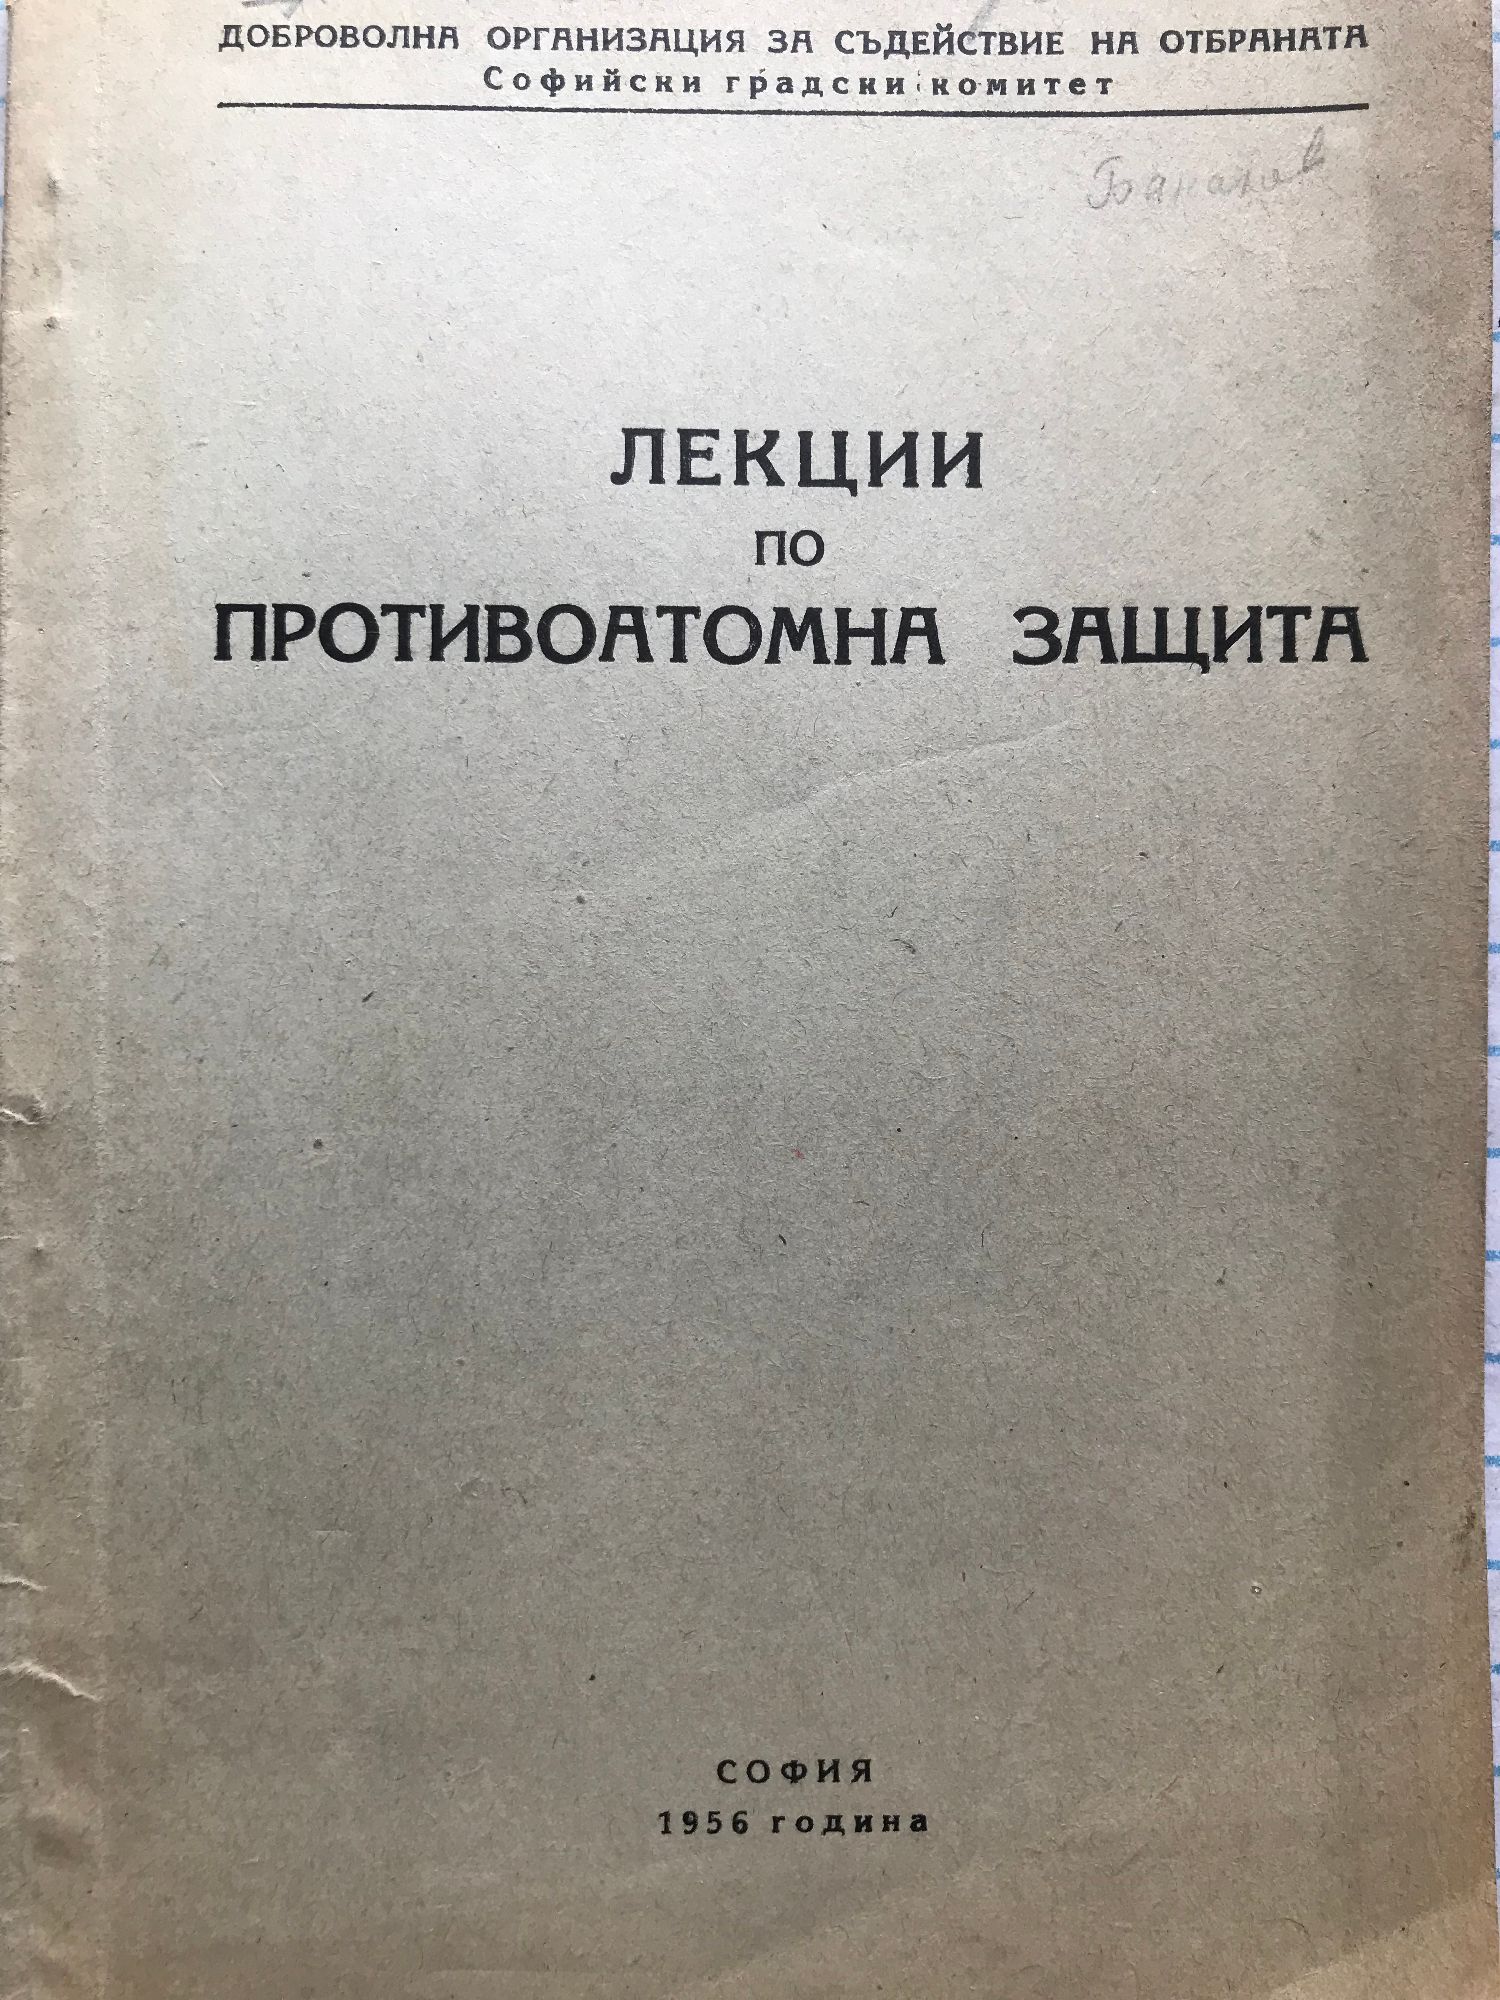 ДОБРОВОЛНА ОРГАНИЗАЦИЯ ЗА СЪДЕЙСТВИЕ НА ОТБРАНАТА
Софийски градски комитет
ЛЕКЦИИ
ПО
ПРОТИВОАТОМНА ЗАЩИТА
СОФИЯ
1956 година